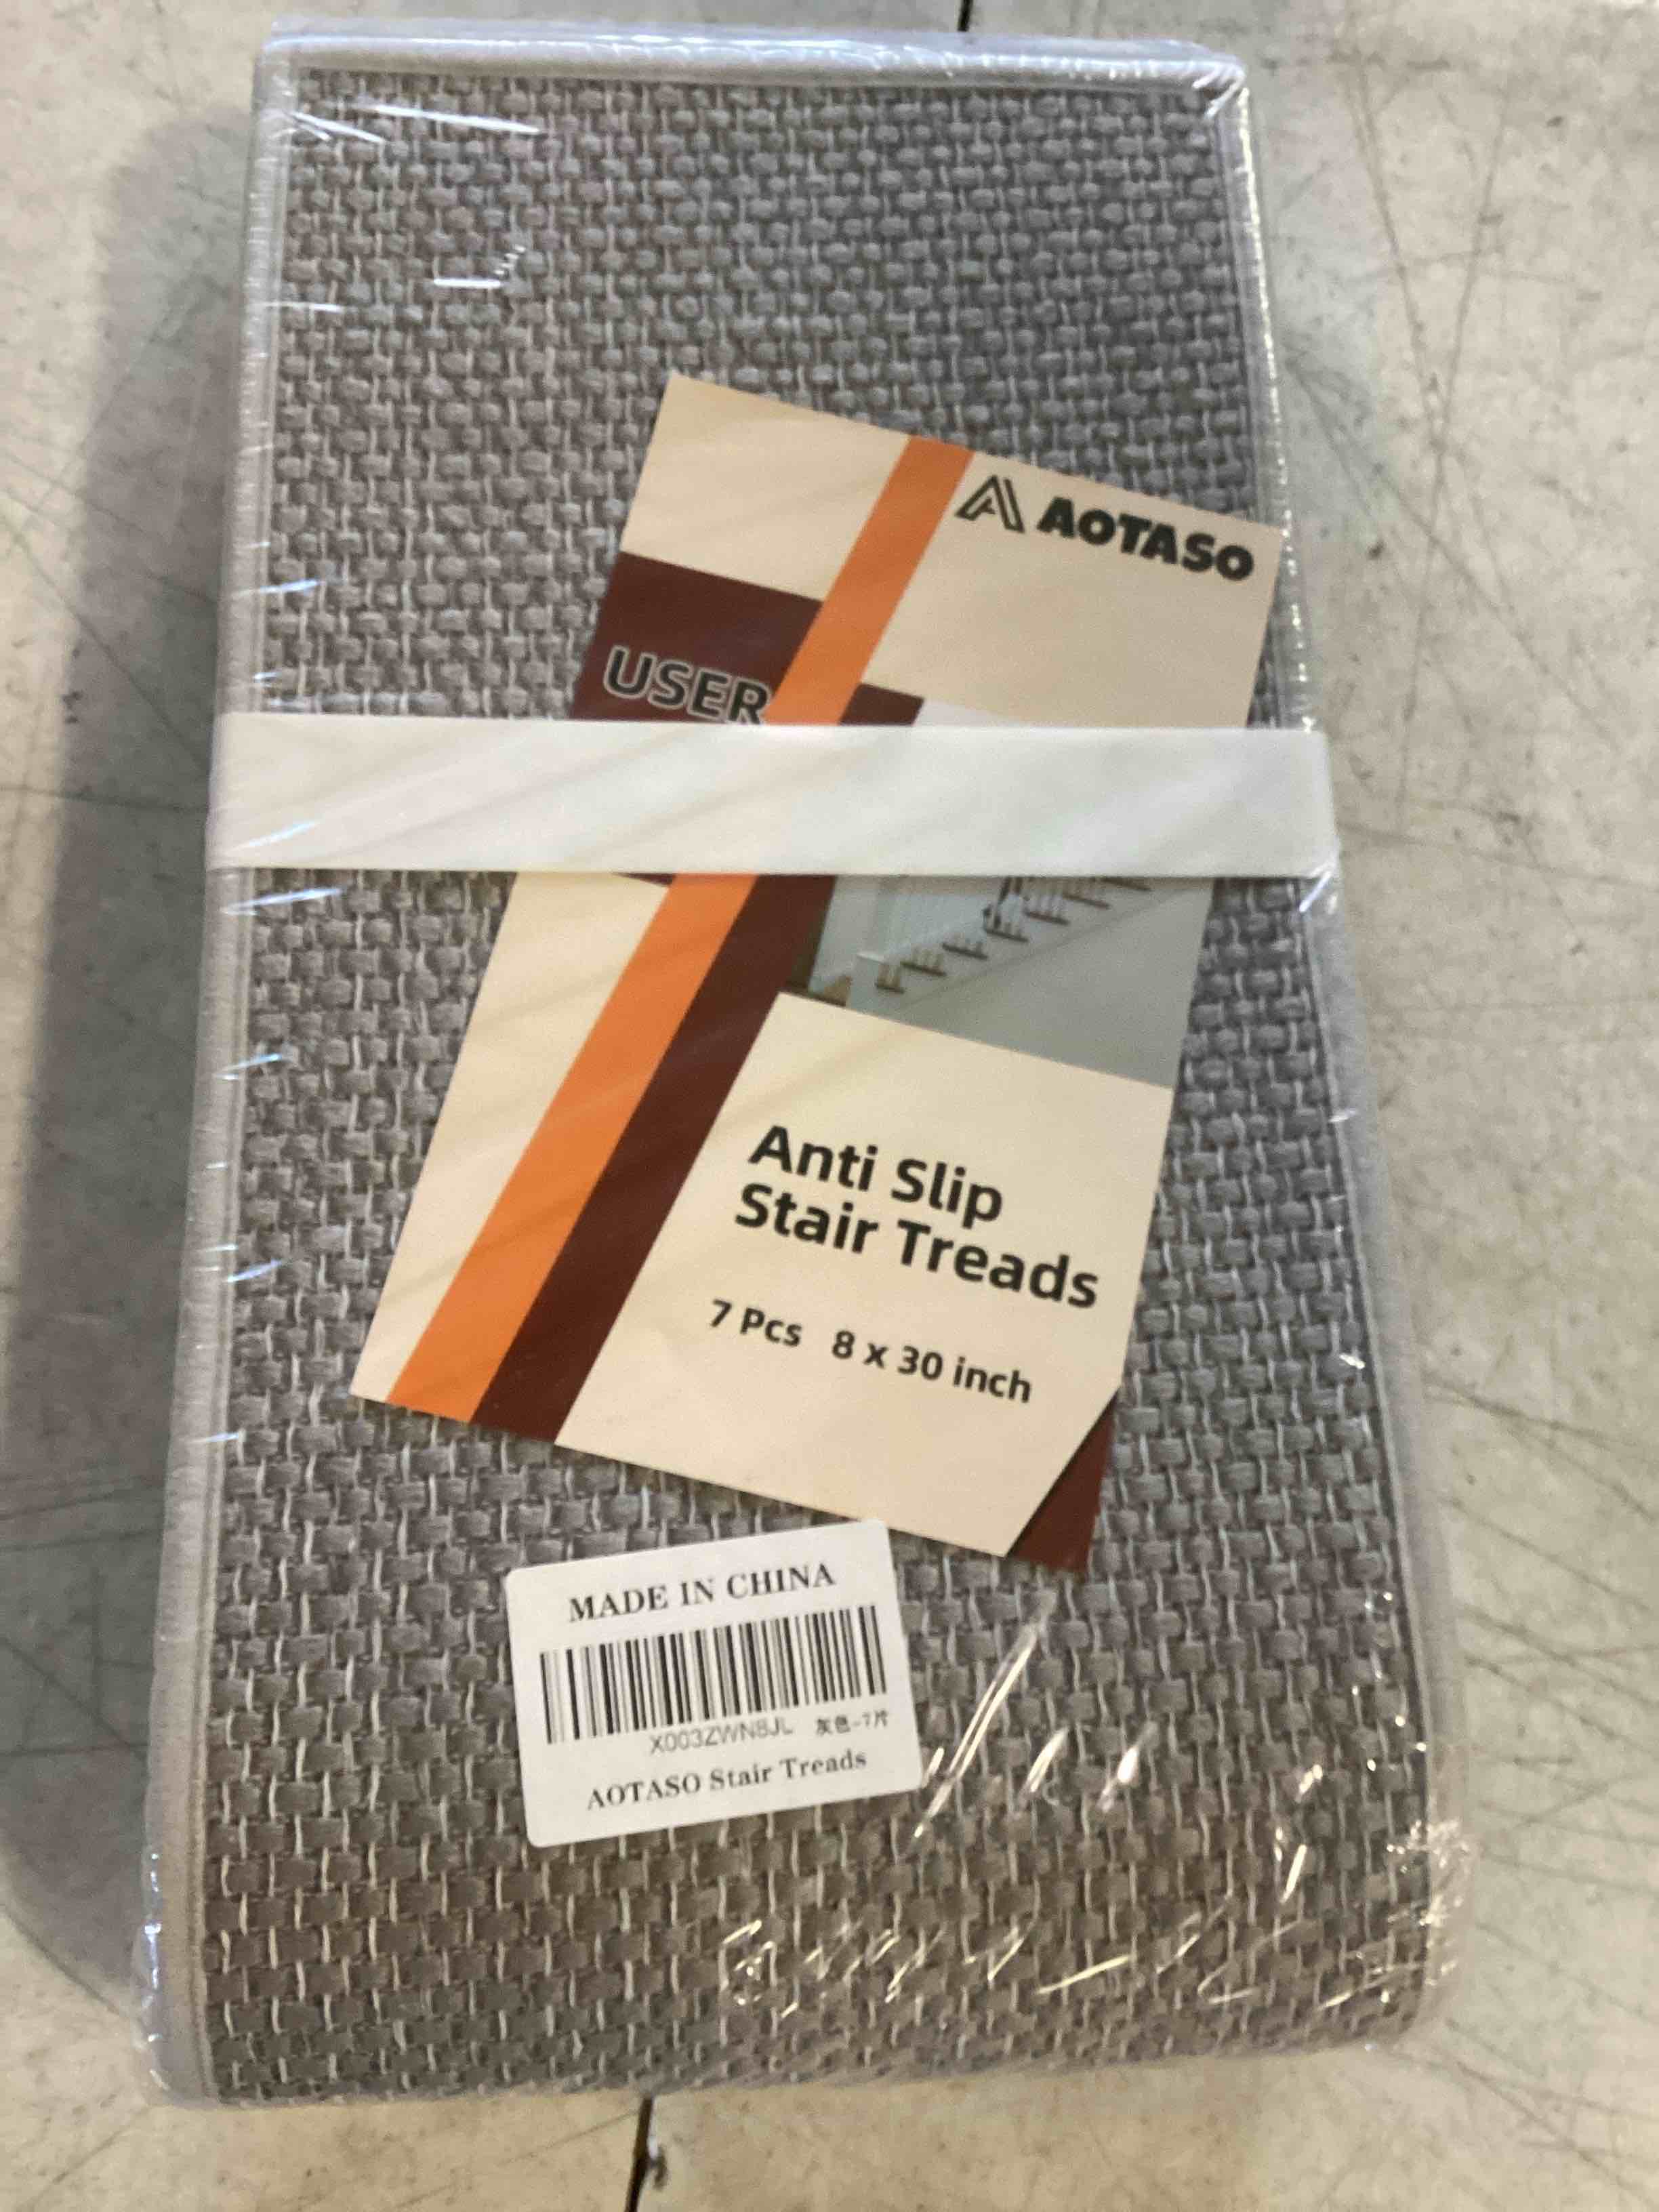 AOTASO
USER
Anti Slip
Stair Treads
7 Pcs 8 x 30 inch
MADE IN CHINA
X003ZWN8JL 灰色-7片
AOTASO Stair Treads